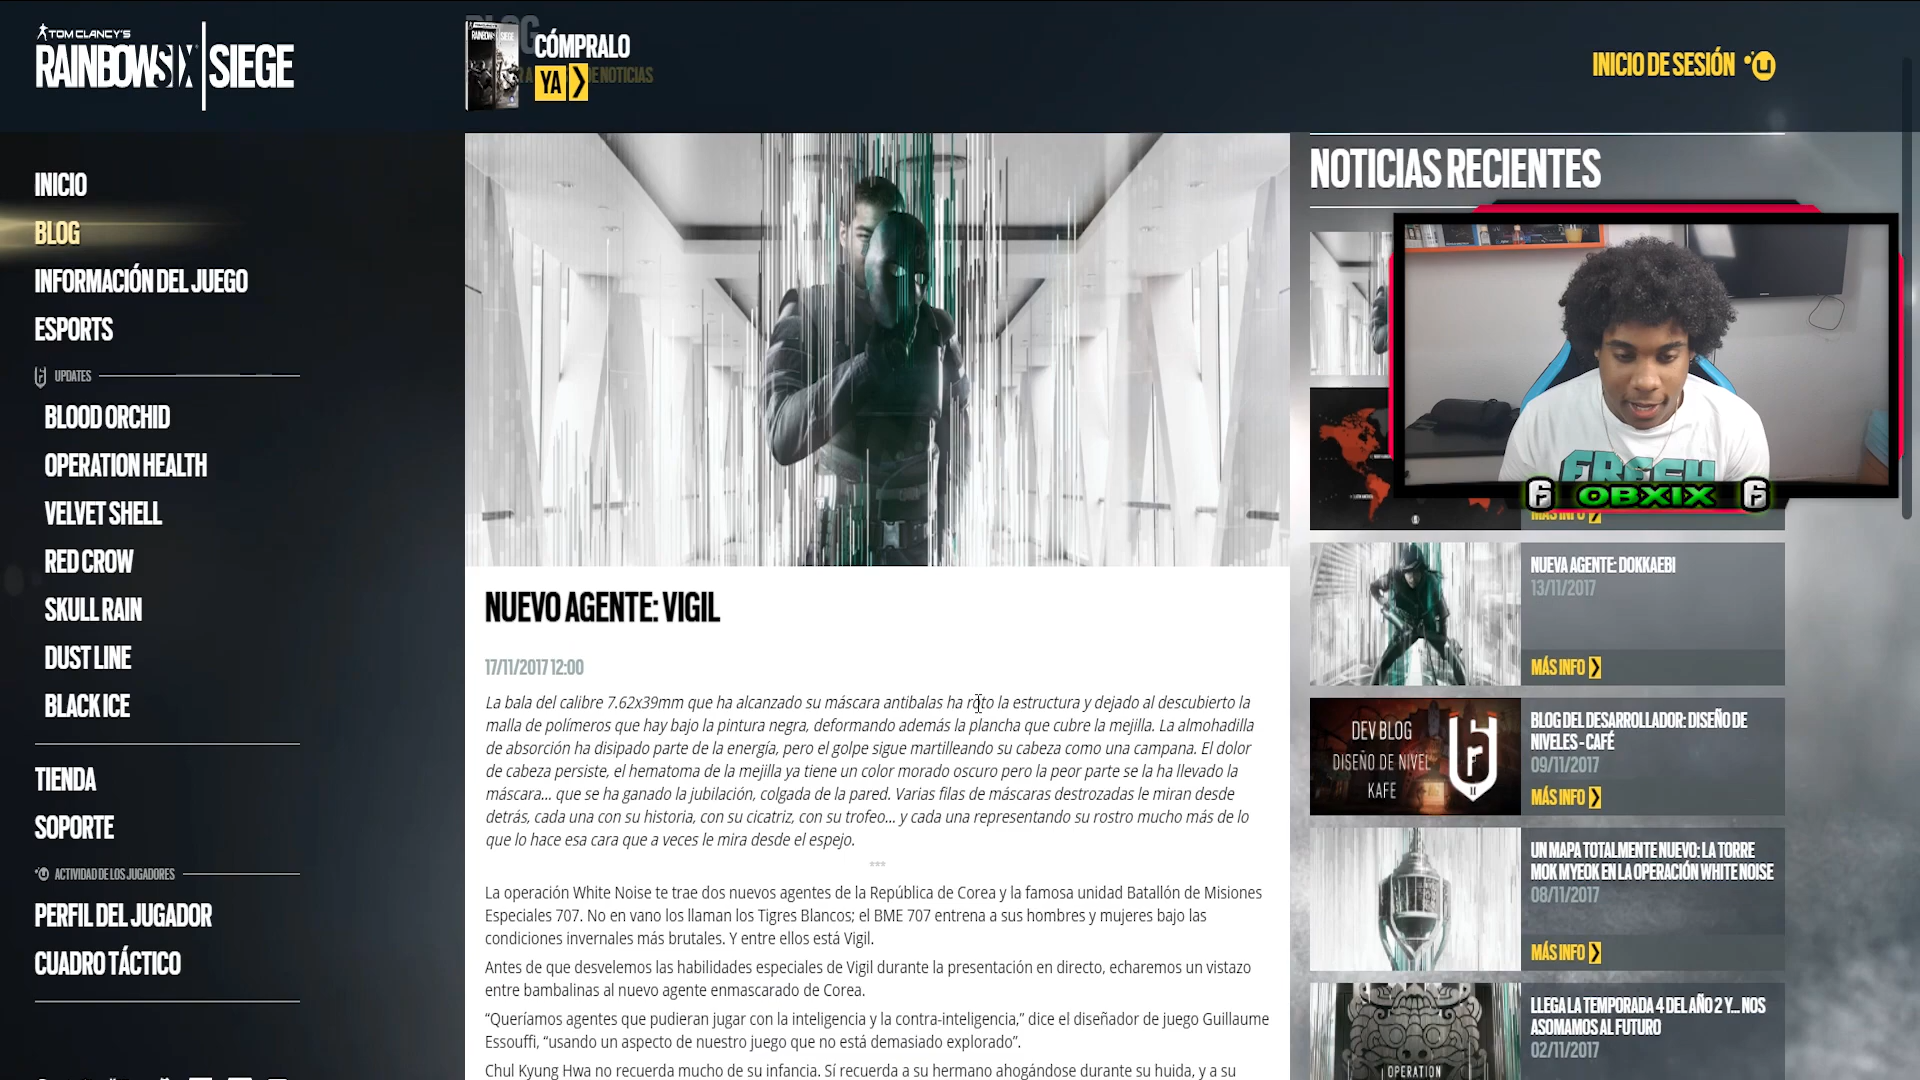 TOM CLANCY'S
RAINBOWSIX | SIEGE
BLOG
CÓMPRALO
YA
DE NOTICIAS
INICIO DE SESIÓN
INICIO
BLOG
INFORMACIÓN DEL JUEGO
ESPORTS
UPDATES
BLOOD ORCHID
OPERATION HEALTH
VELVET SHELL
RED CROW
SKULL RAIN
DUST LINE
BLACK ICE
TIENDA
SOPORTE
ACTIVIDAD DE LOS JUGADORES
PERFIL DEL JUGADOR
CUADRO TÁCTICO
NUEVO AGENTE: VIGIL
17/11/2017 12:00
La bala del calibre 7.62x39mm que ha alcanzado su máscara antibalas ha roto la estructura y dejado al descubierto la
malla de polímeros que hay bajo la pintura negra, deformando además la plancha que cubre la mejilla. La almohadilla
de absorción ha disipado parte de la energía, pero el golpe sigue martilleando su cabeza como una campana. El dolor
de cabeza persiste, el hematoma de la mejilla ya tiene un color morado oscuro pero la peor parte se la ha llevado la
máscara... que se ha ganado la jubilación, colgada de la pared. Varias filas de máscaras destrozadas le miran desde
detrás, cada una con su historia, con su cicatriz, con su trofeo... y cada una representando su rostro mucho más de lo
que lo hace esa cara que a veces le mira desde el espejo.
***
La operación White Noise te trae dos nuevos agentes de la República de Corea y la famosa unidad Batallón de Misiones
Especiales 707. No en vano los llaman los Tigres Blancos; el BME 707 entrena a sus hombres y mujeres bajo las
condiciones invernales más brutales. Y entre ellos está Vigil.
Antes de que desvelemos las habilidades especiales de Vigil durante la presentación en directo, echaremos un vistazo
entre bambalinas al nuevo agente enmascarado de Corea.
“Queríamos agentes que pudieran jugar con la inteligencia y la contra-inteligencia,” dice el diseñador de juego Guillaume
Essouffi, “usando un aspecto de nuestro juego que no está demasiado explorado”.
Chul Kyung Hwa no recuerda mucho de su infancia. Sí recuerda a su hermano ahogándose durante su huida, y a su
NOTICIAS RECIENTES
FRESH
OBXIX
MÁS INFO
NUEVA AGENTE: DOKKAEBI
13/11/2017
MÁS INFO
DEV BLOG
DISEÑO DE NIVEL
KAFE
BLOG DEL DESARROLLADOR: DISEÑO DE
NIVELES - CAFÉ
09/11/2017
MÁS INFO
UN MAPA TOTALMENTE NUEVO: LA TORRE
MOK MYEOK EN LA OPERACIÓN WHITE NOISE
08/11/2017
MÁS INFO
OPERATION
LLEGA LA TEMPORADA 4 DEL AÑO 2 Y... NOS
ASOMAMOS AL FUTURO
02/11/2017